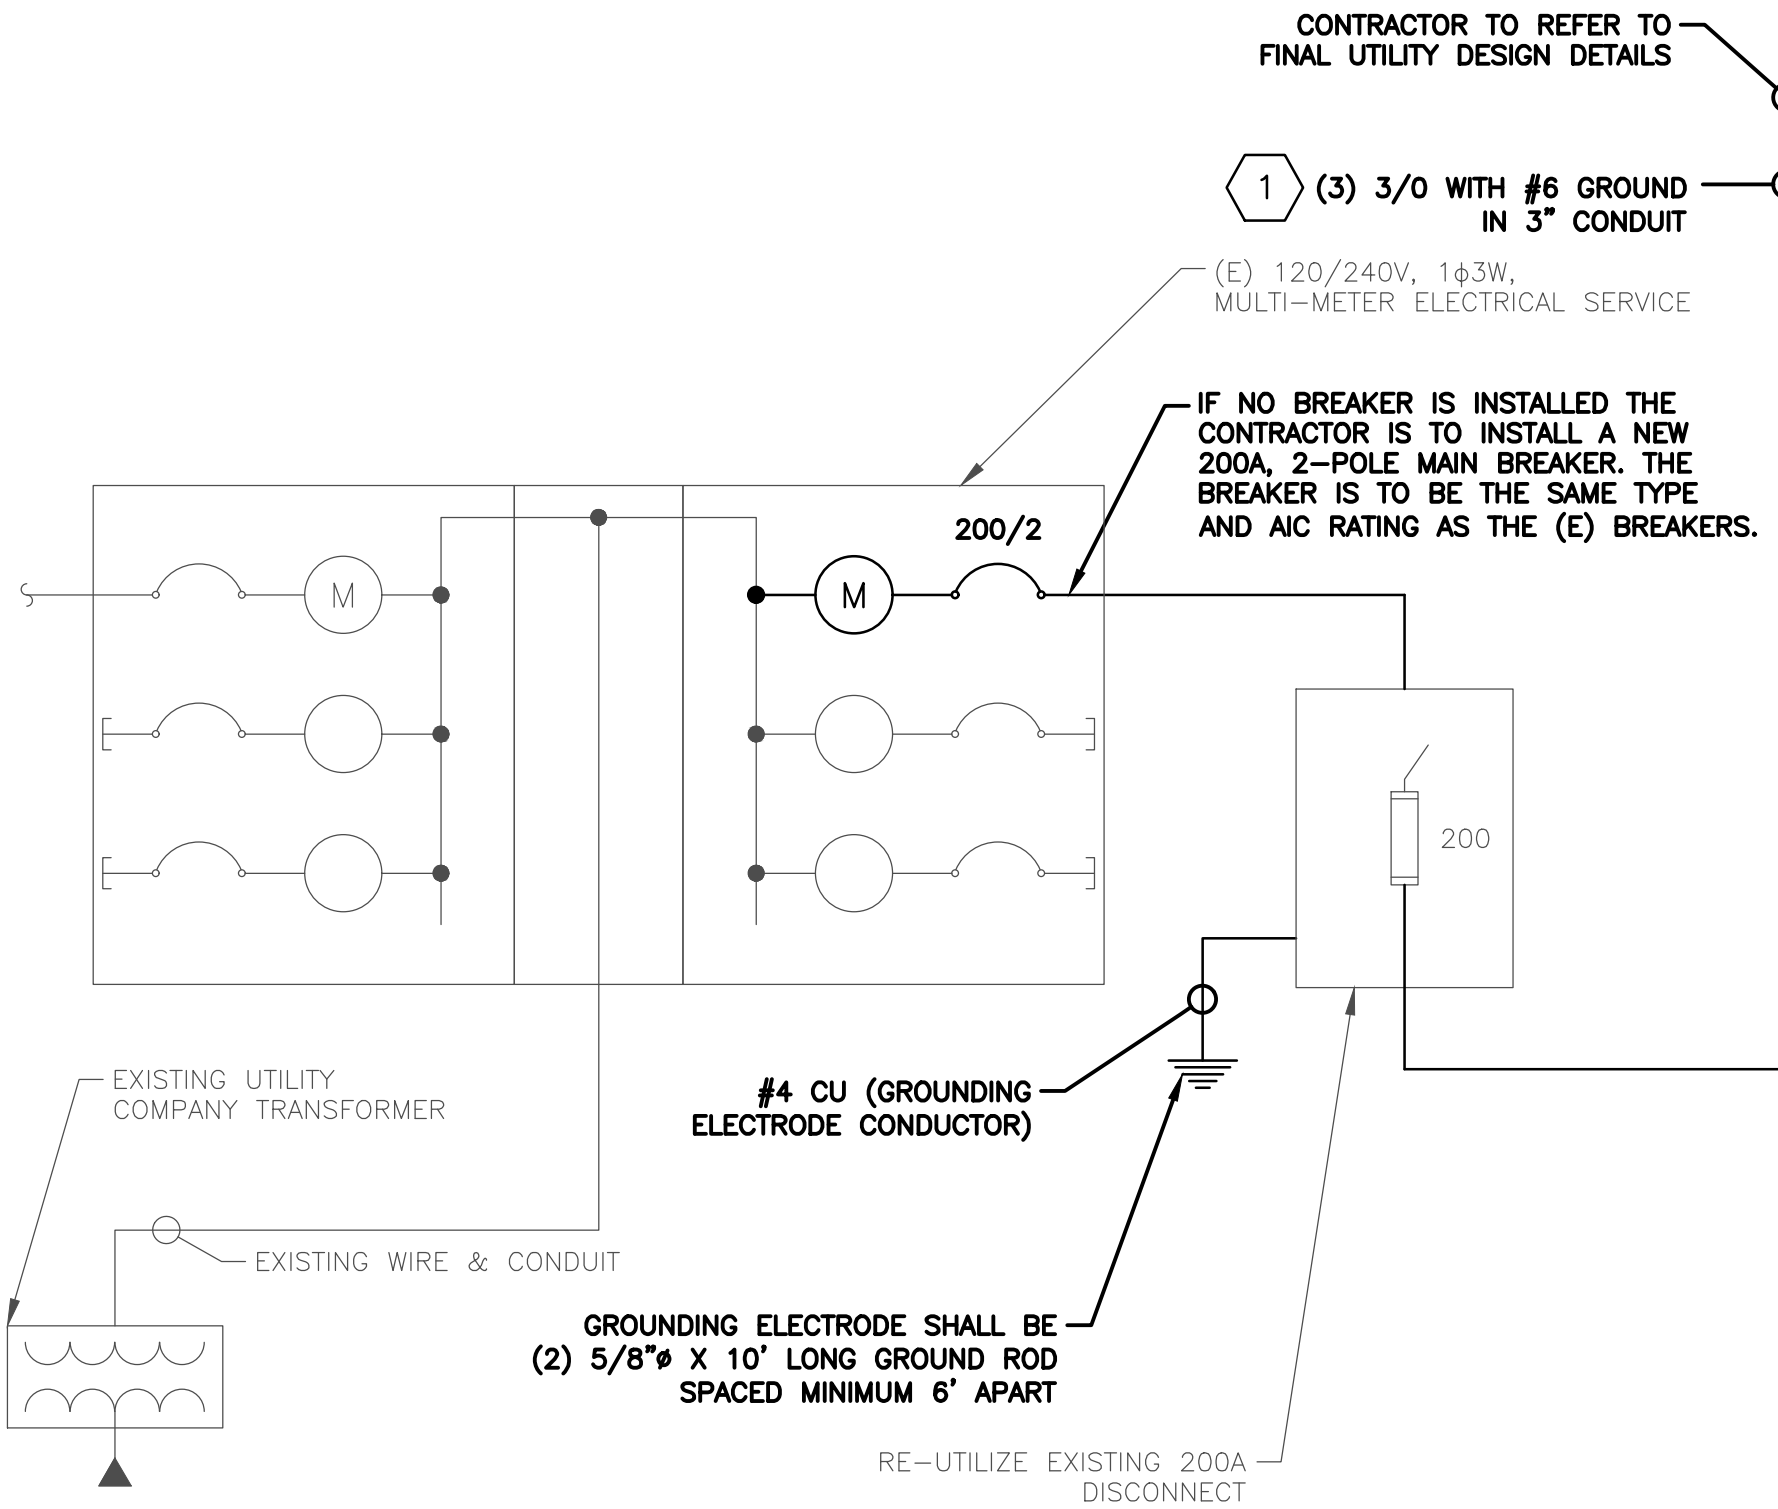 CONTRACTOR TO REFER TO
FINAL UTILITY DESIGN DETAILS
1
(3) 3/0 WITH #6 GROUND
IN 3" CONDUIT
(E) 120/240V, 1ϕ3W,
MULTI-METER ELECTRICAL SERVICE
IF NO BREAKER IS INSTALLED THE
CONTRACTOR IS TO INSTALL A NEW
200A, 2-POLE MAIN BREAKER. THE
BREAKER IS TO BE THE SAME TYPE
AND AIC RATING AS THE (E) BREAKERS.
200/2
M
M
200
EXISTING UTILITY
COMPANY TRANSFORMER
#4 CU (GROUNDING
ELECTRODE CONDUCTOR)
EXISTING WIRE & CONDUIT
GROUNDING ELECTRODE SHALL BE
(2) 5/8"ø X 10' LONG GROUND ROD
SPACED MINIMUM 6' APART
RE-UTILIZE EXISTING 200A
DISCONNECT